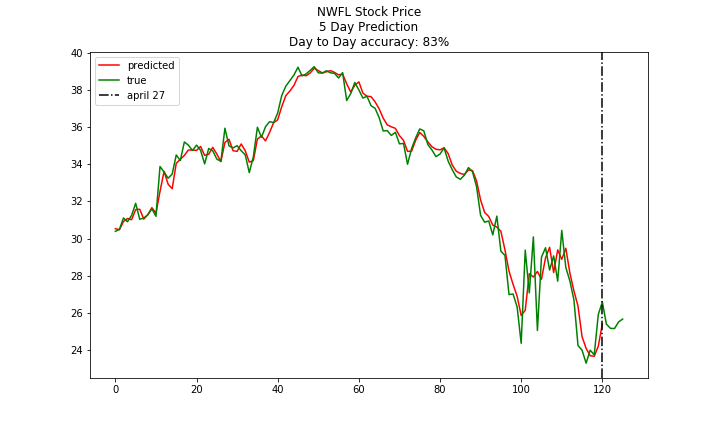 NWFL Stock Price
5 Day Prediction
Day to Day accuracy: 83%
predicted
true
april 27
40
38
36
34
32
30
28
26
24
0
20
40
60
80
100
120